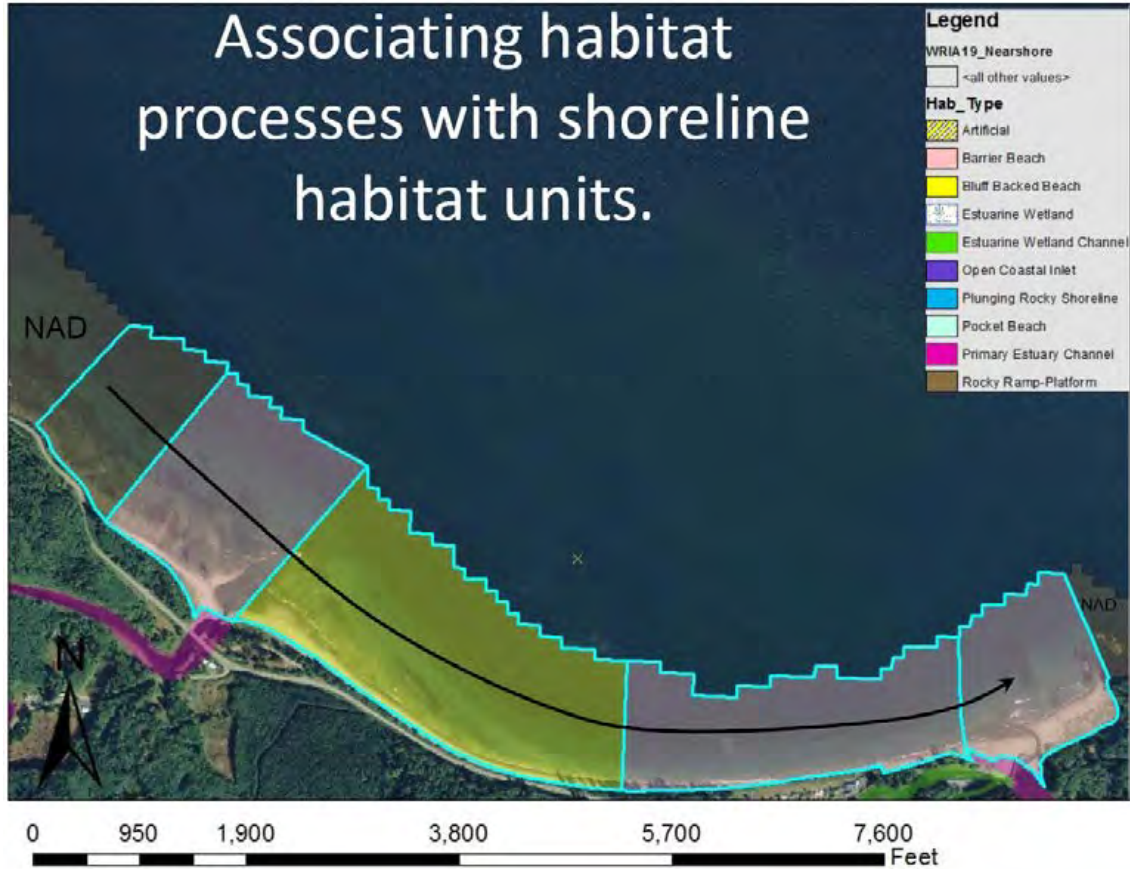 Associating habitat
processes with shoreline
habitat units.
Legend
WRIA19_Nearshore
<all other values>
Hab_Type
Artificial
Barrier Beach
Bluff Backed Beach
Estuarine Wetland
Estuarine Wetland Channel
Open Coastal Inlet
Plunging Rocky Shoreline
Pocket Beach
Primary Estuary Channel
Rocky Ramp-Platform
NAD
NAD
N
0 950 1,900 3,800 5,700 7,600
Feet